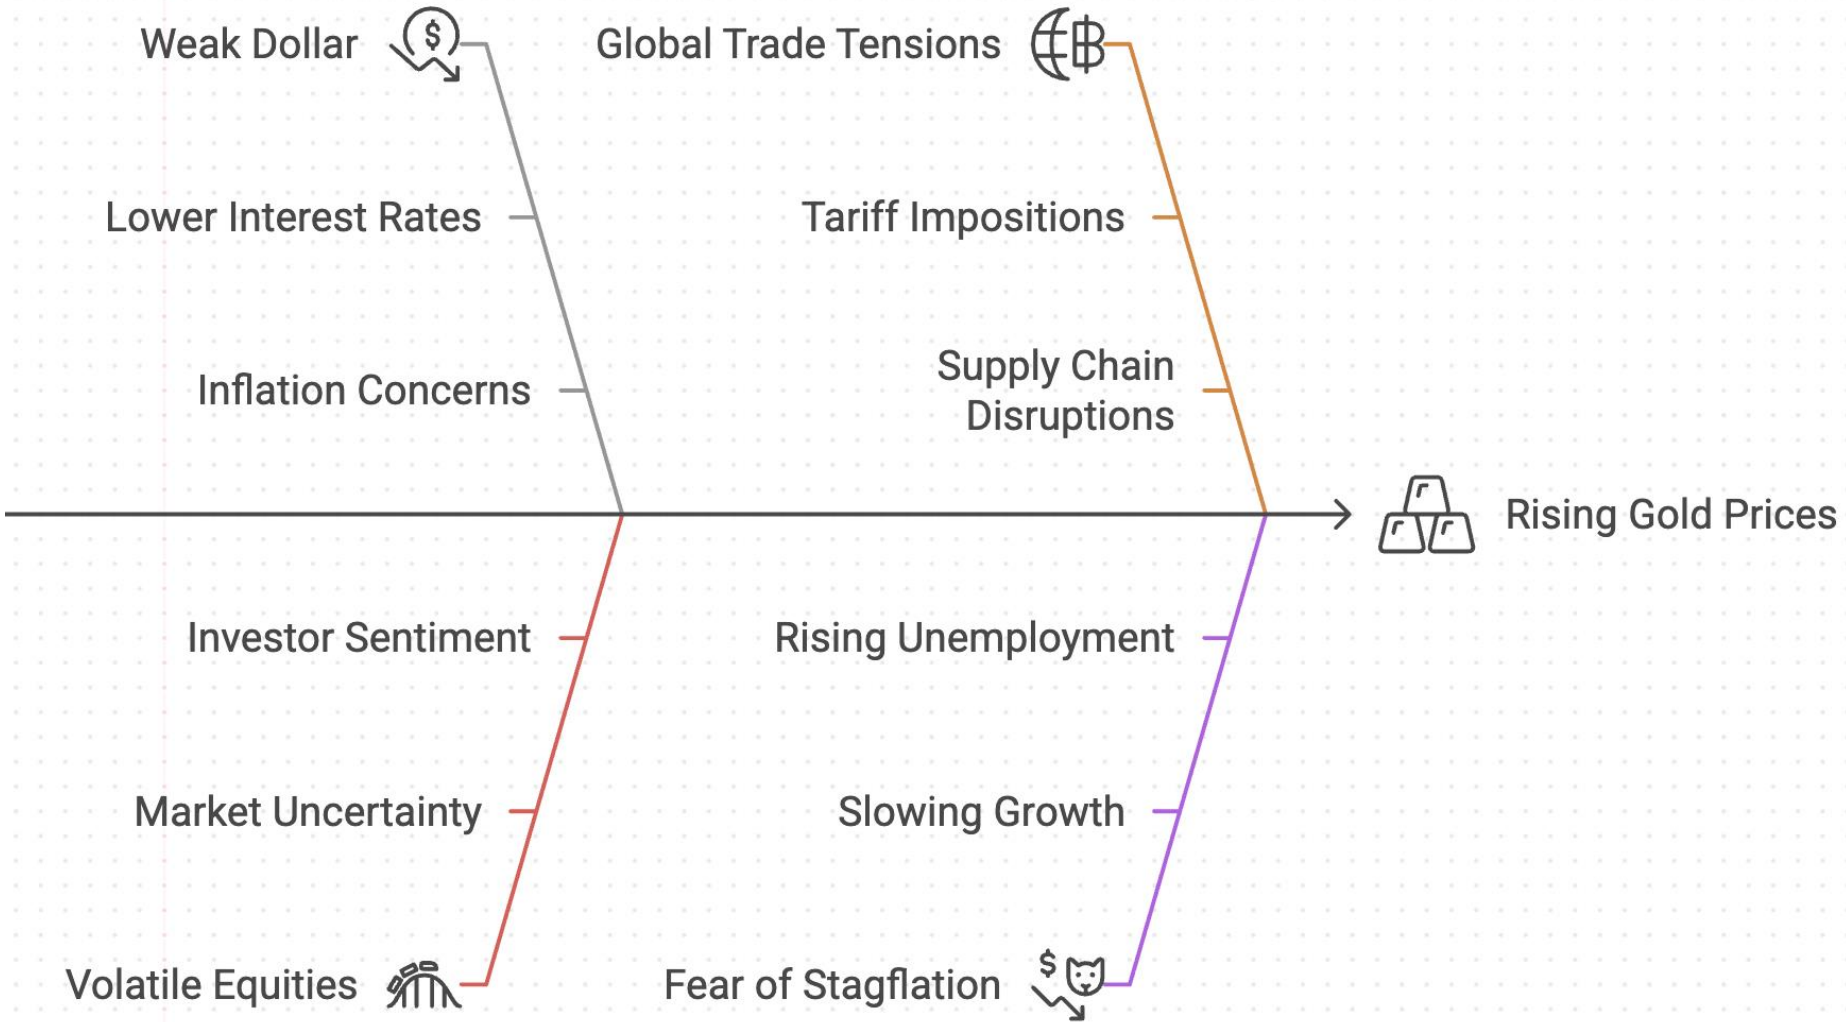 Weak Dollar
Global Trade Tensions
Lower Interest Rates
Tariff Impositions
Inflation Concerns
Supply Chain
Disruptions
Rising Gold Prices
Investor Sentiment
Rising Unemployment
Market Uncertainty
Slowing Growth
Volatile Equities
Fear of Stagflation